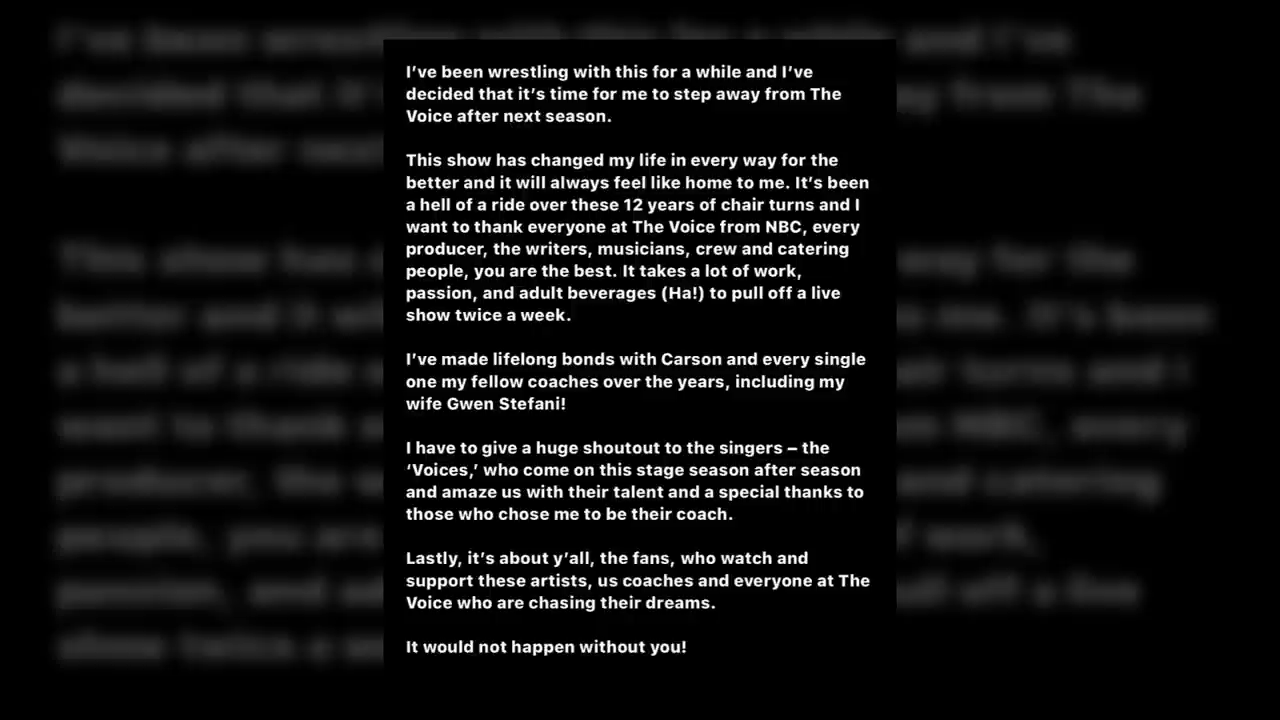 I've been wrestling with this for a while and I've
decided that it's time for me to step away from The
Voice after next season.
This show has changed my life in every way for the
better and it will always feel like home to me. It's been
a hell of a ride over these 12 years of chair turns and I
want to thank everyone at The Voice from NBC, every
producer, the writers, musicians, crew and catering
people, you are the best. It takes a lot of work,
passion, and adult beverages (Ha!) to pull off a live
show twice a week.
I've made lifelong bonds with Carson and every single
one my fellow coaches over the years, including my
wife Gwen Stefani!
I have to give a huge shoutout to the singers – the
‘Voices,’ who come on this stage season after season
and amaze us with their talent and a special thanks to
those who chose me to be their coach.
Lastly, it's about y'all, the fans, who watch and
support these artists, us coaches and everyone at The
Voice who are chasing their dreams.
It would not happen without you!